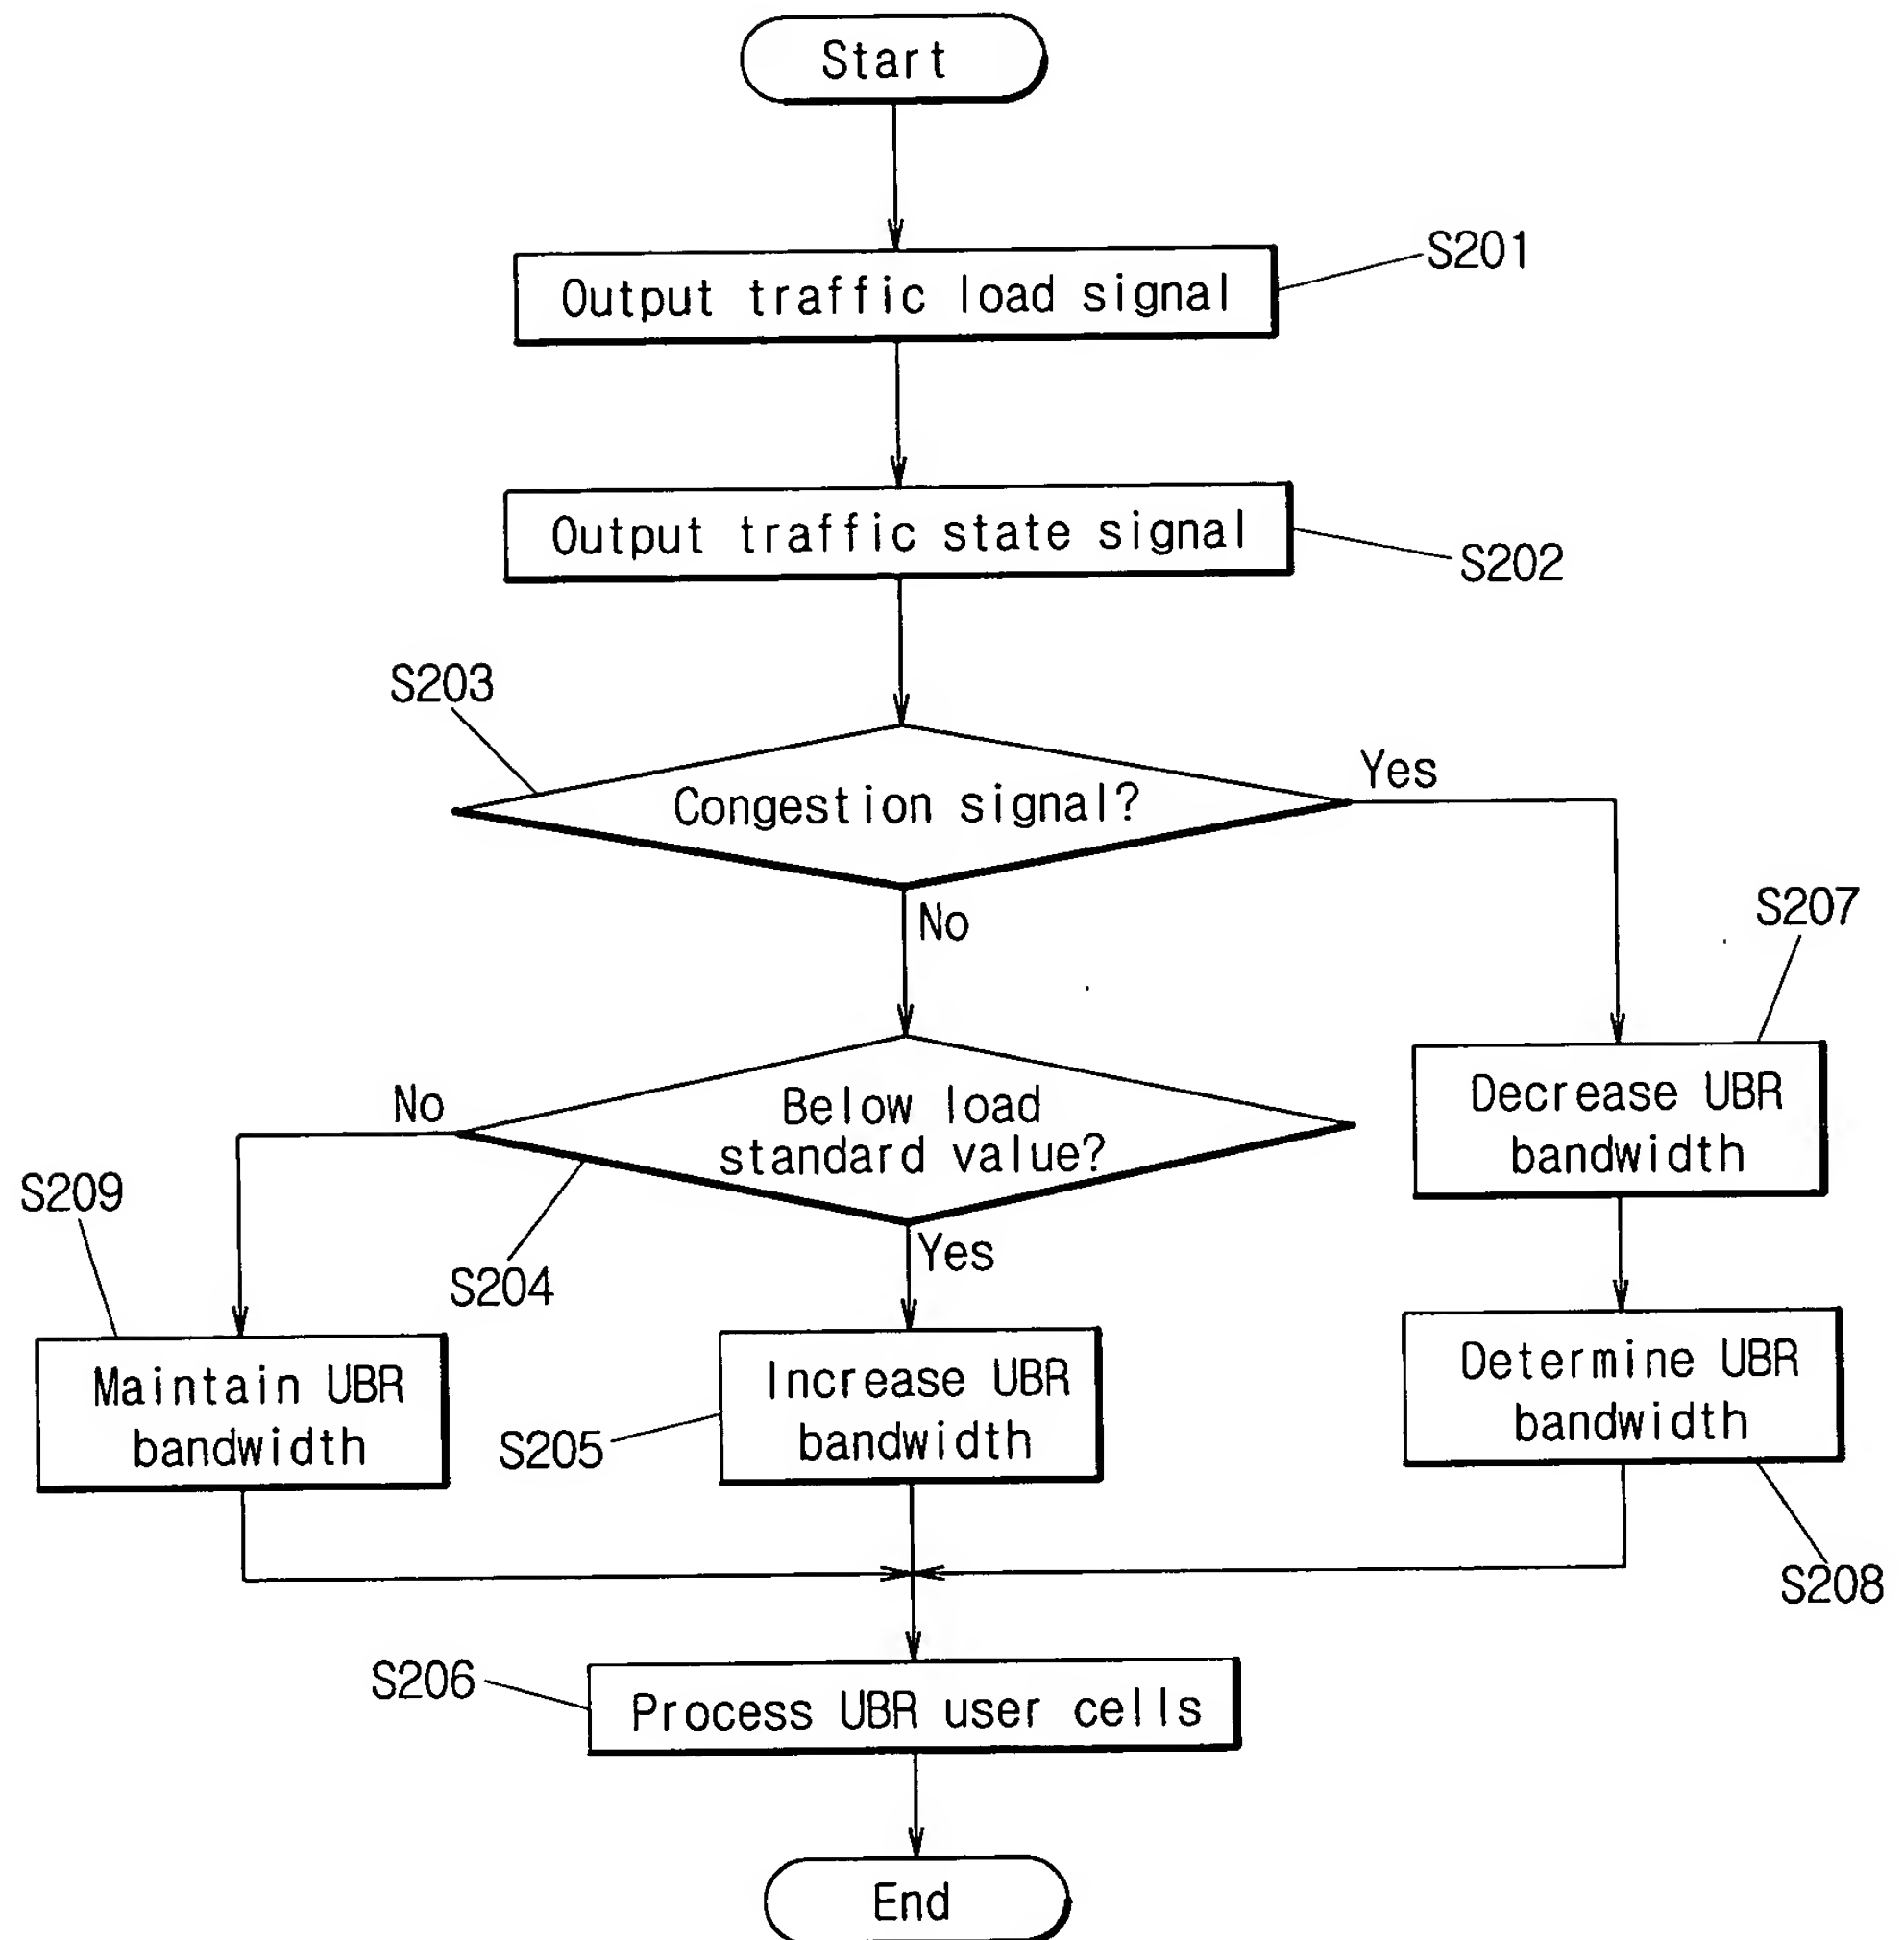 Start
Output traffic load signal
S201
Output traffic state signal
S202
S203
Congestion signal?
Yes
No
S207
Decrease UBR
bandwidth
No
Below load
standard value?
S209
S204
Yes
Maintain UBR
bandwidth
S205
Increase UBR
bandwidth
Determine UBR
bandwidth
S208
S206
Process UBR user cells
End